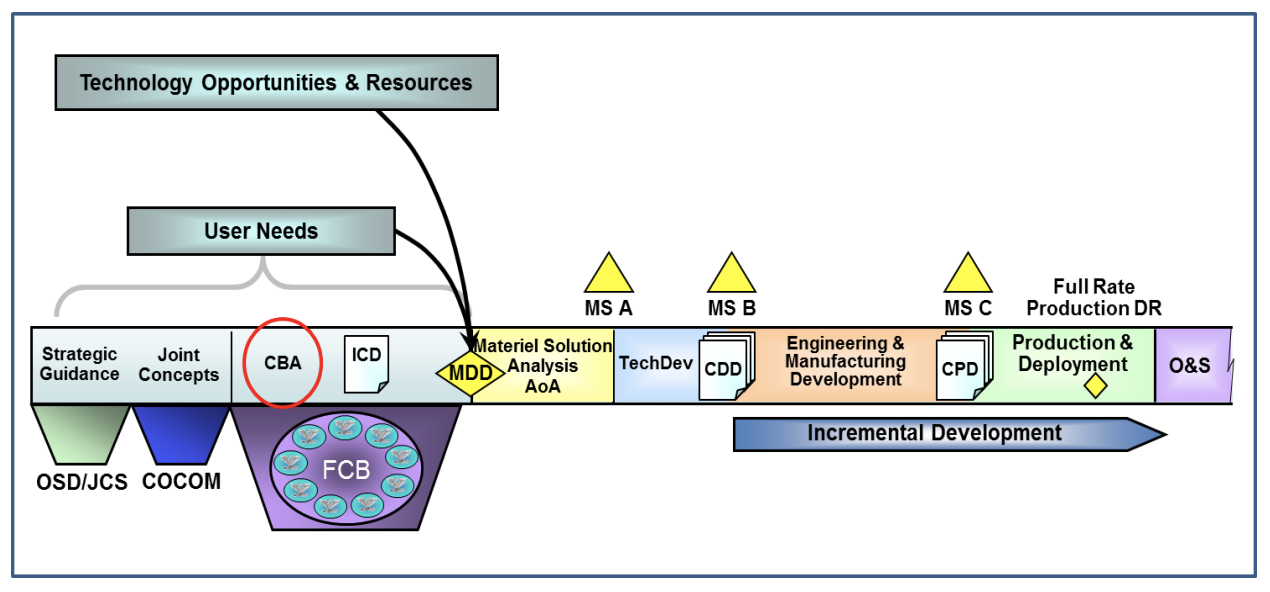 Technology Opportunities & Resources
User Needs
MS A
MS B
MS C
Full Rate
Production DR
Strategic
Guidance
Joint
Concepts
CBA
ICD
MDD
Materiel Solution
Analysis
AoA
TechDev
CDD
Engineering &
Manufacturing
Development
CPD
Production &
Deployment
O&S
Incremental Development
OSD/JCS
COCOM
FCB